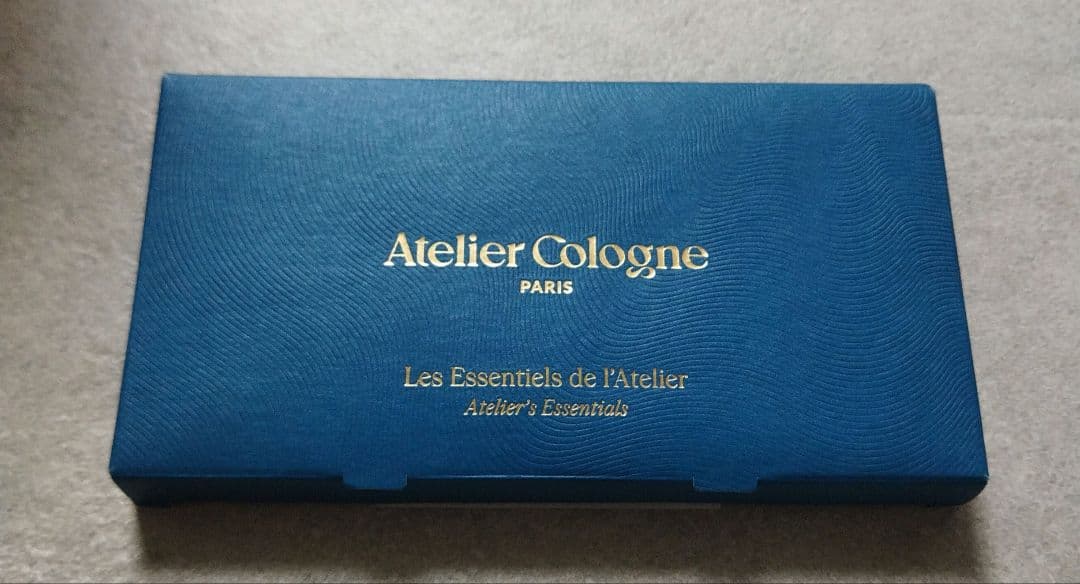 Atelier Cologne
PARIS
Les Essentiels de l'Atelier
Atelier's Essentials